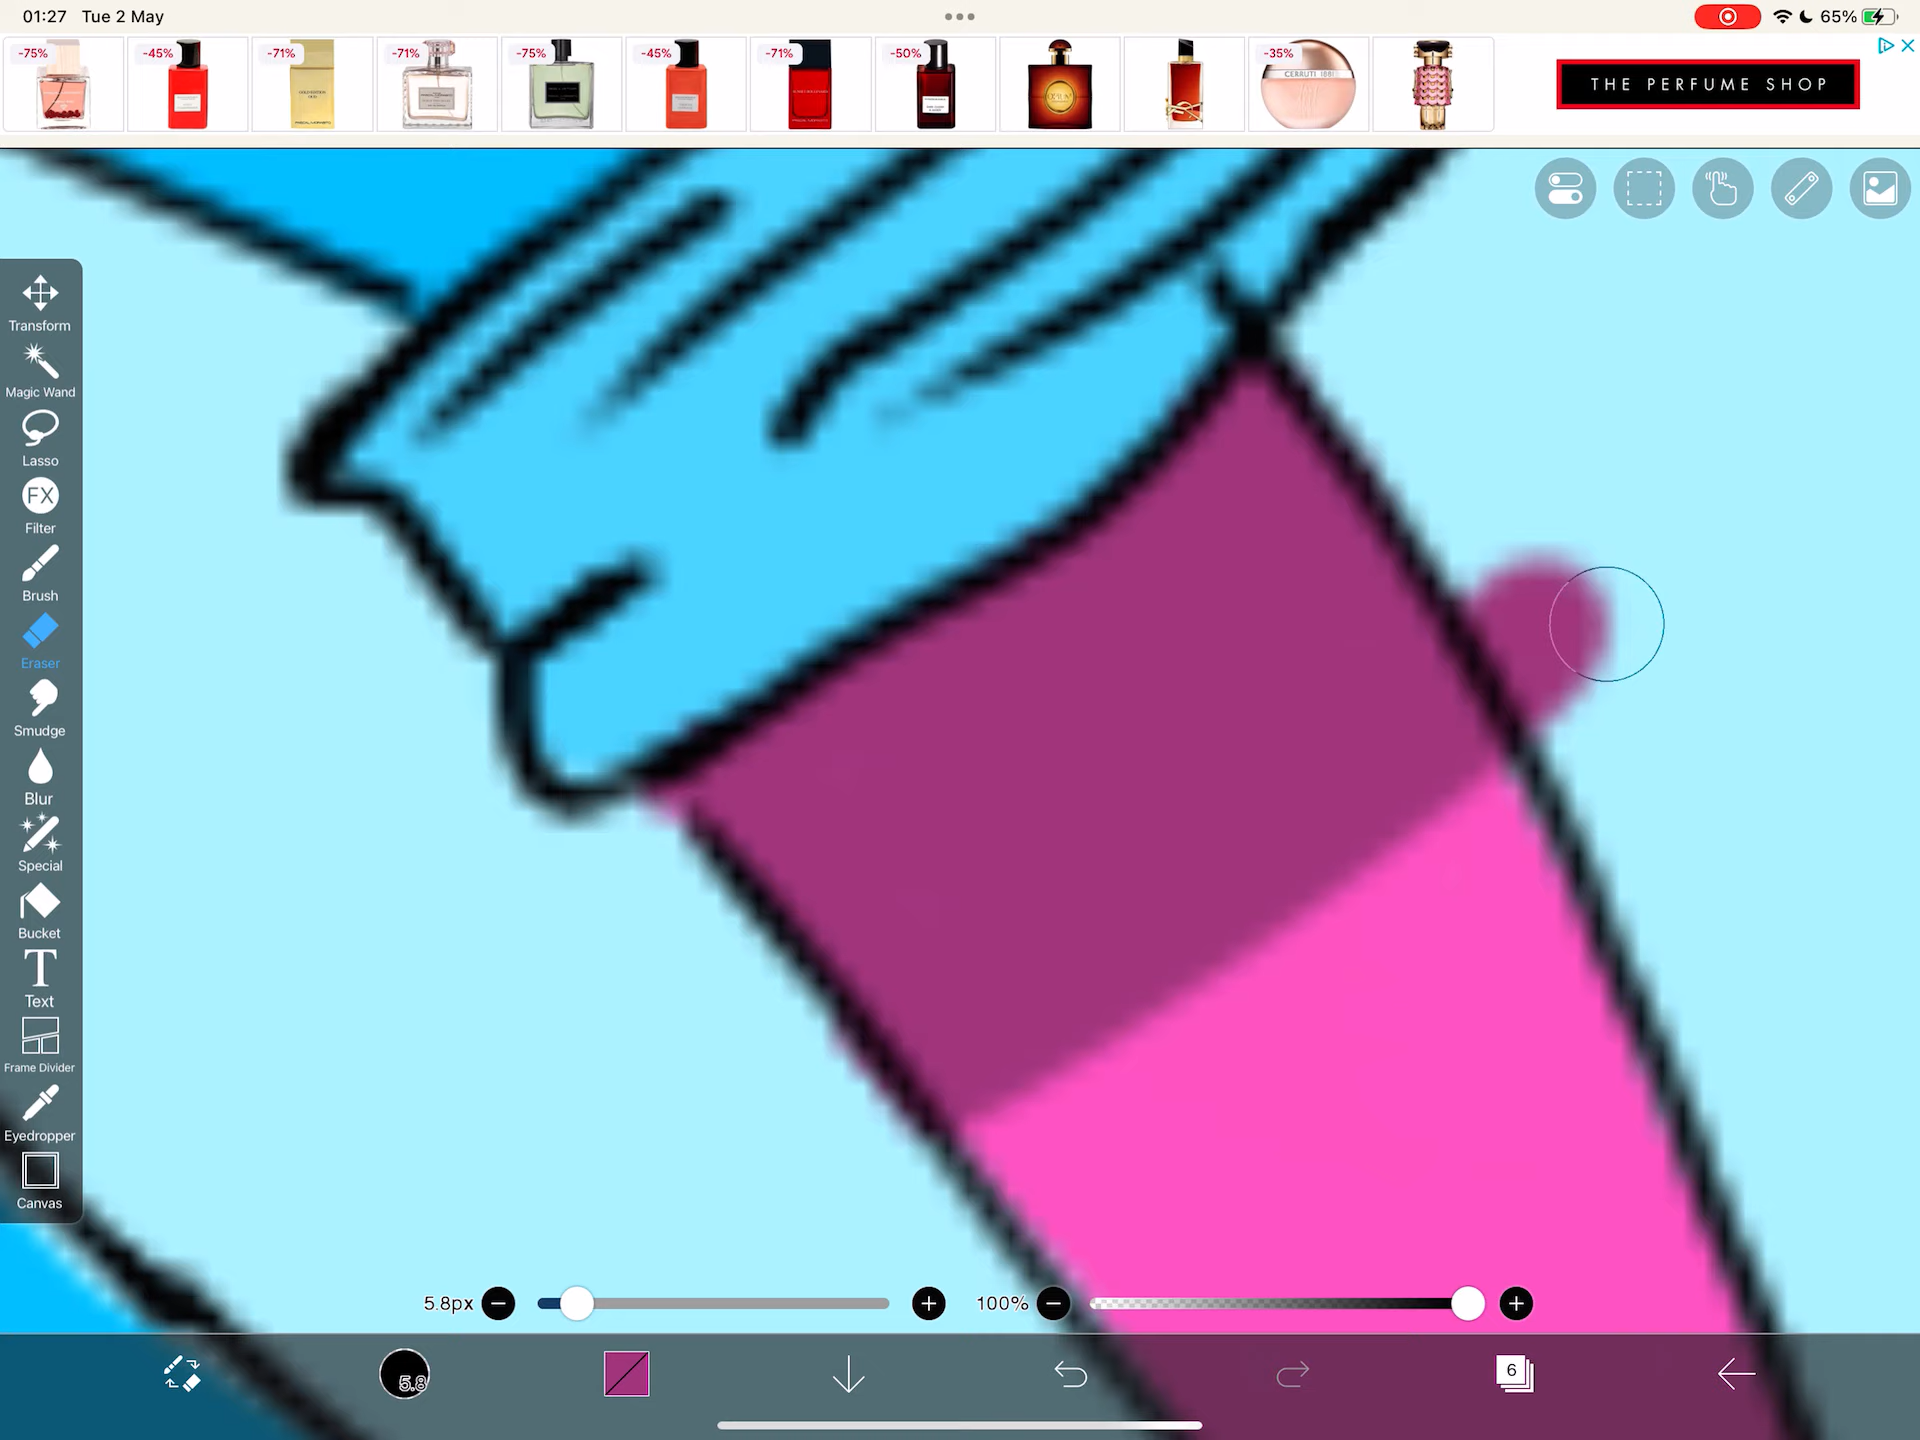 01:27 Tue 2 May
65%
-75%
-45%
-71%
-71%
-75%
-45%
-71%
-50%
-35%
CERRUTI 1881
THE PERFUME SHOP
Transform
Magic Wand
Lasso
FX
Filter
Brush
Eraser
Smudge
Blur
Special
Bucket
T
Text
Frame Divider
Eyedropper
Canvas
5.8px
100%
5.8
6